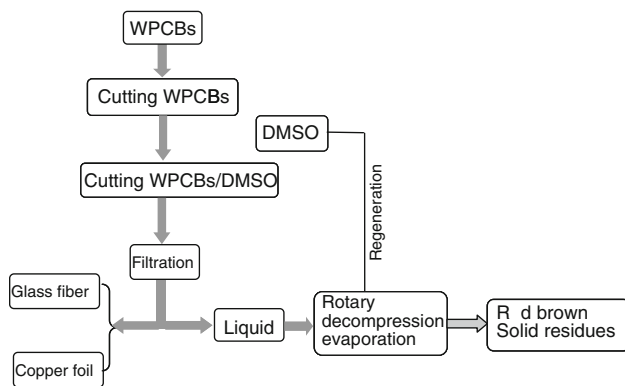 WPCBs
Cutting WPCBs
DMSO
Cutting WPCBs/DMSO
Regeneration
Filtration
Glass fiber
Copper foil
Liquid
Rotary
decompression
evaporation
R d brown
Solid residues